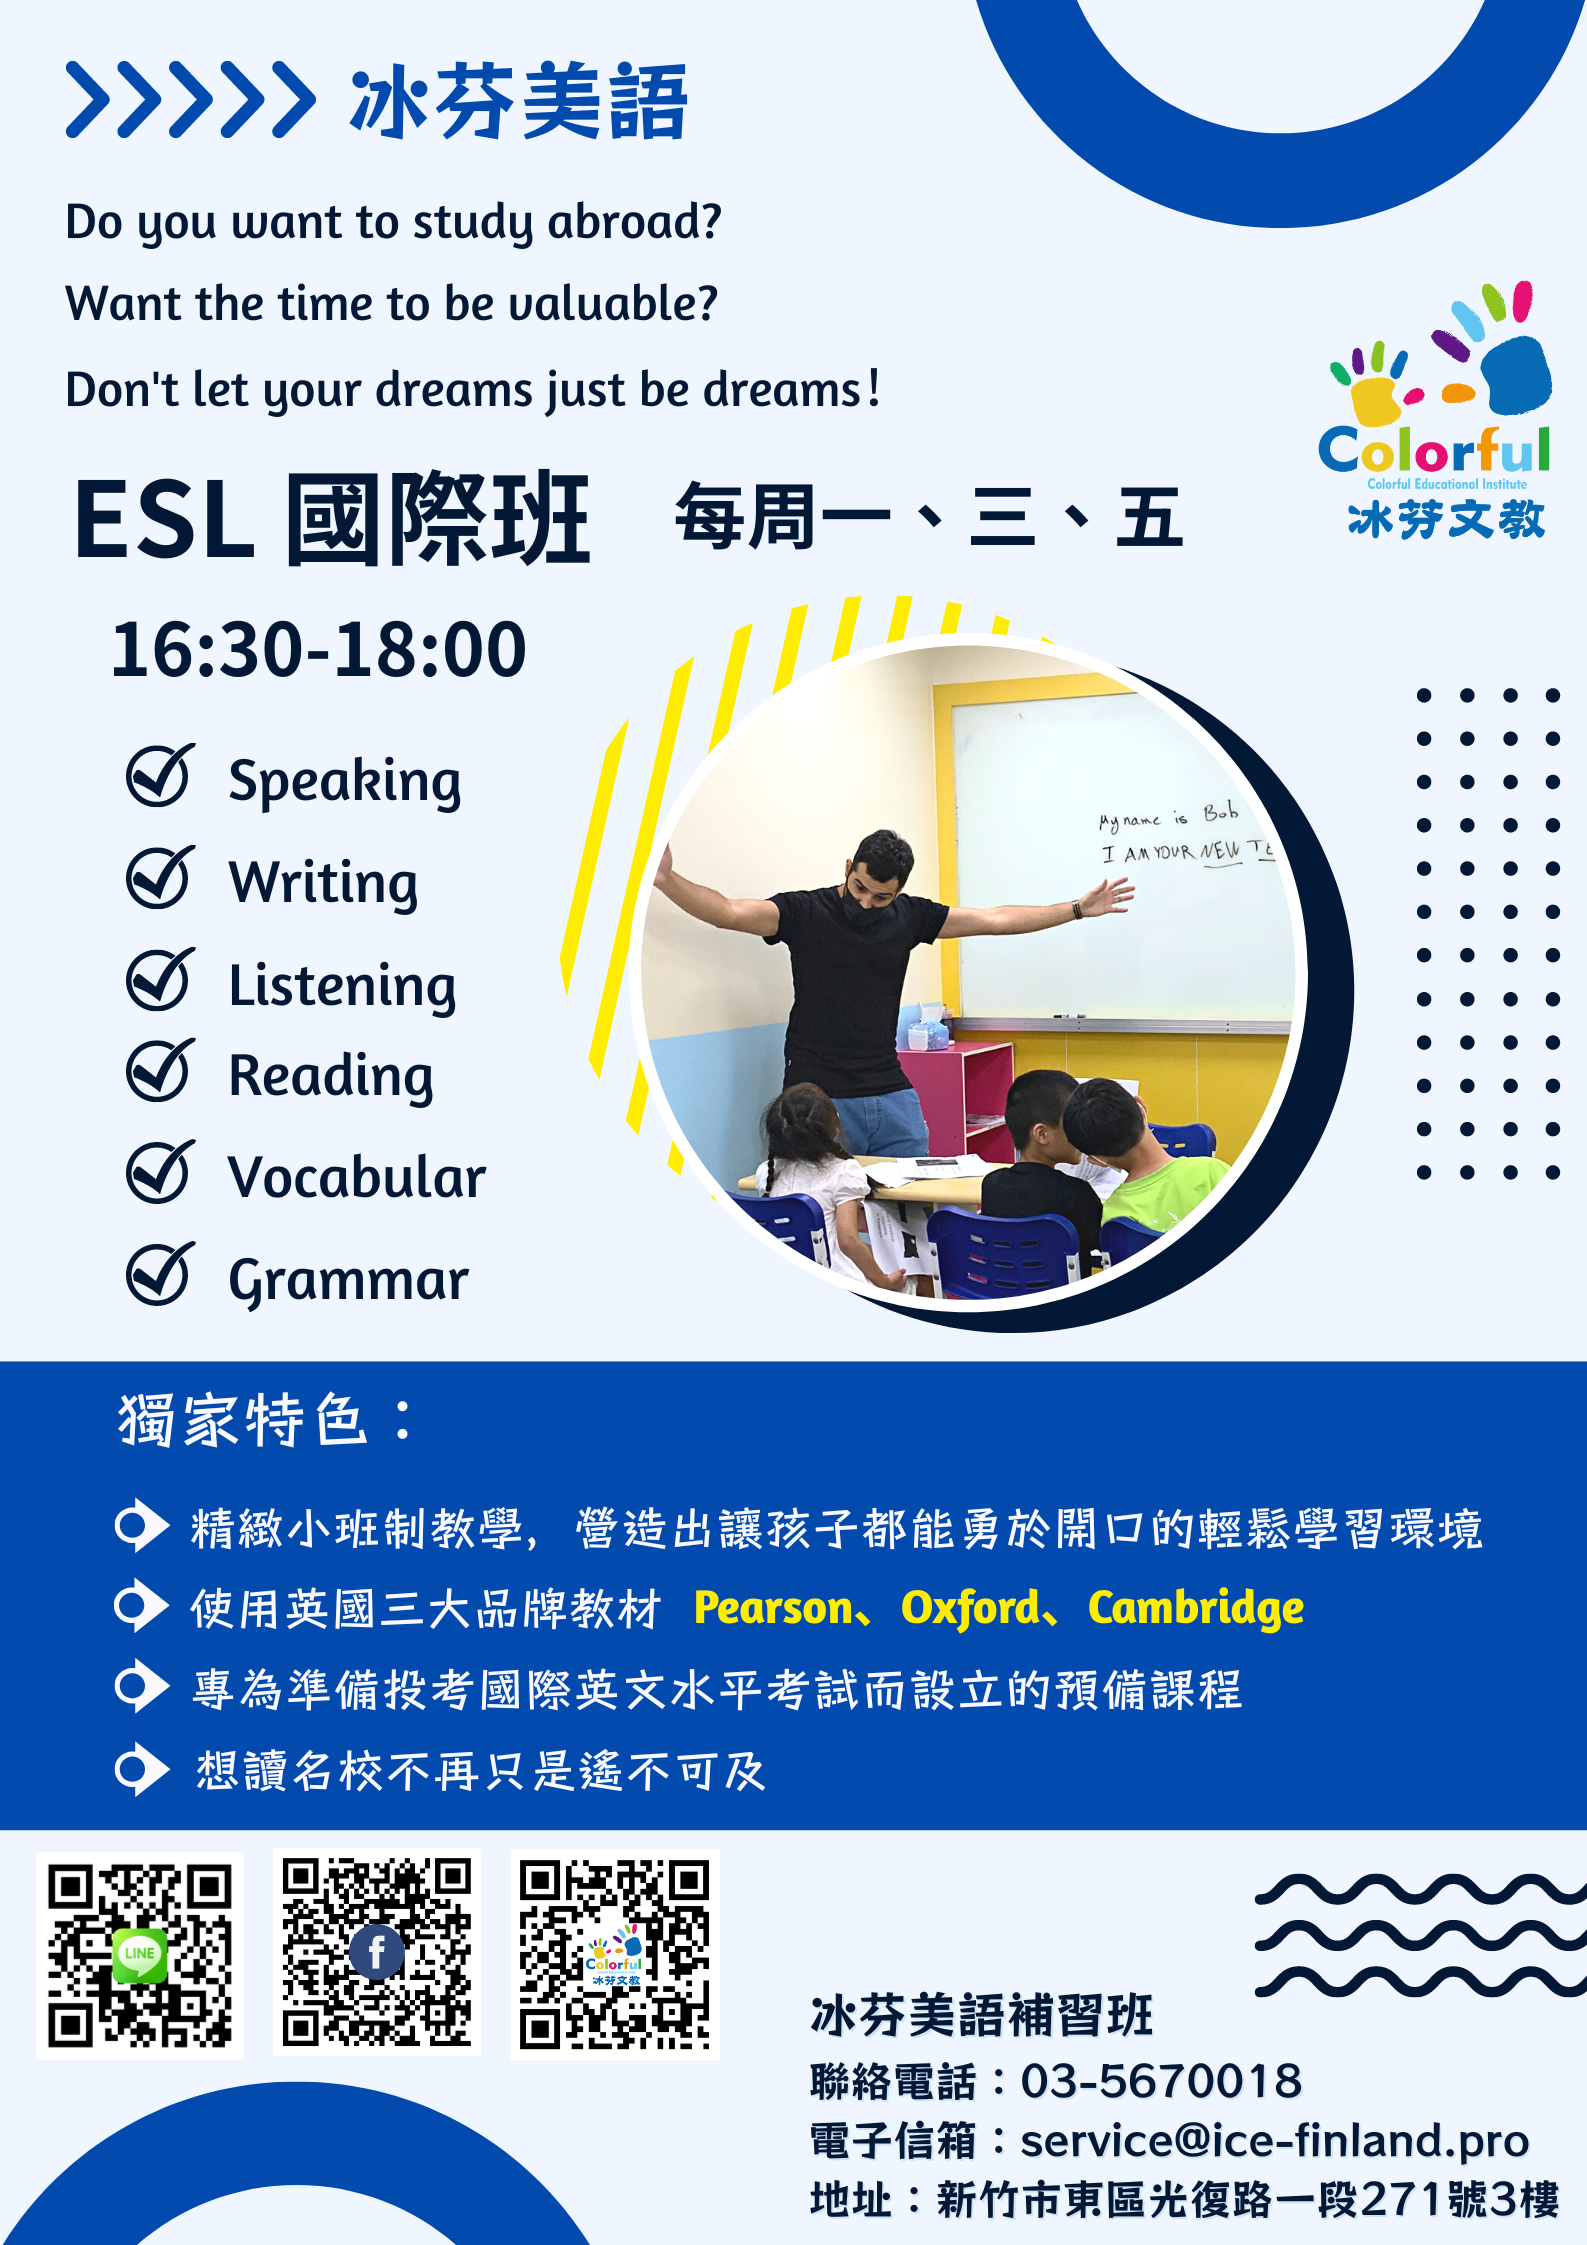 冰芬美語
Do you want to study abroad?
Want the time to be valuable?
Don't let your dreams just be dreams!
Colorful
Colorful Educational Institute
冰芬文教
ESL 國際班 每周一、三、五
16:30-18:00
Speaking
Writing
Listening
Reading
Vocabular
Grammar
My name is Bob
I AM YOUR NEW TE
獨家特色：
精緻小班制教學，營造出讓孩子都能勇於開口的輕鬆學習環境
使用英國三大品牌教材 Pearson、Oxford、Cambridge
專為準備投考國際英文水平考試而設立的預備課程
想讀名校不再只是遙不可及
LINE
f
Colorful
冰芬文教
冰芬美語補習班
聯絡電話：03-5670018
電子信箱：service@ice-finland.pro
地址：新竹市東區光復路一段271號3樓